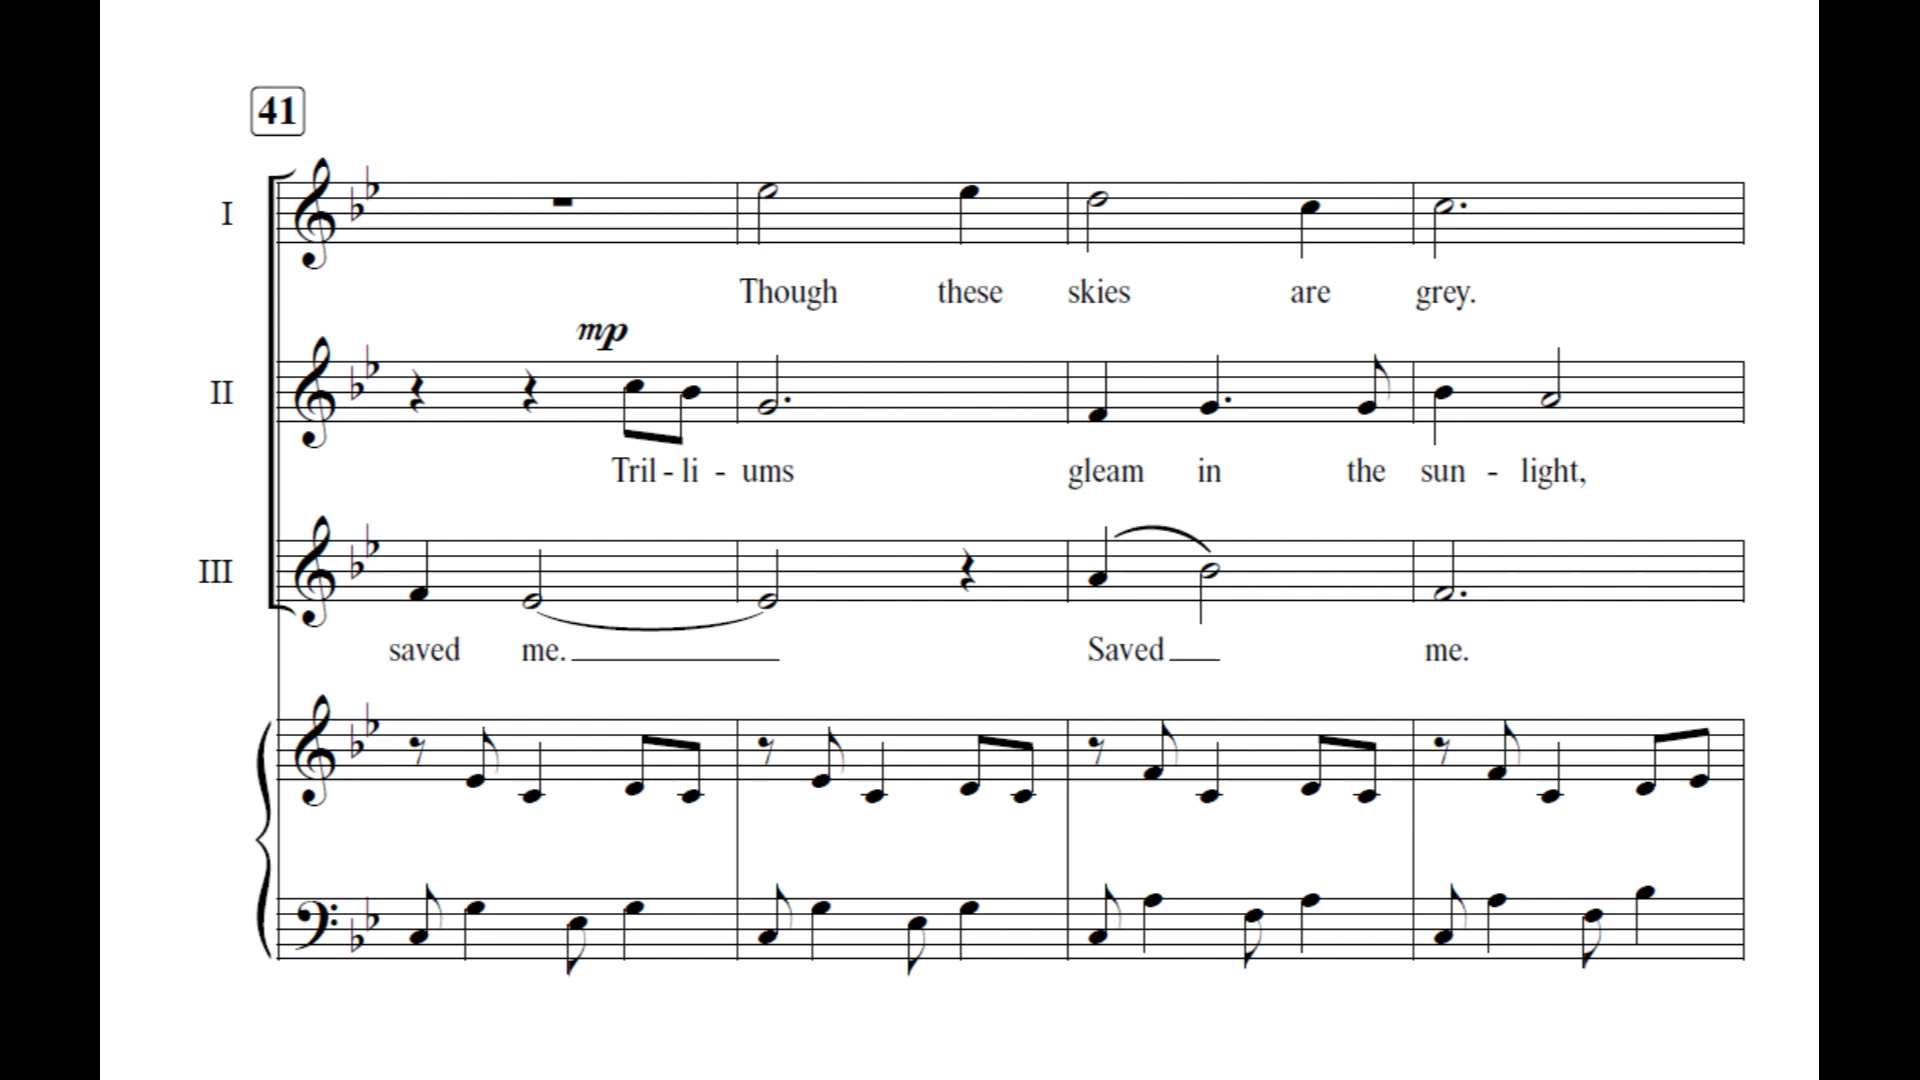 41
I
Though these skies are grey.
mp
II
Tril - li - ums gleam in the sun - light,
III
saved me. Saved me.